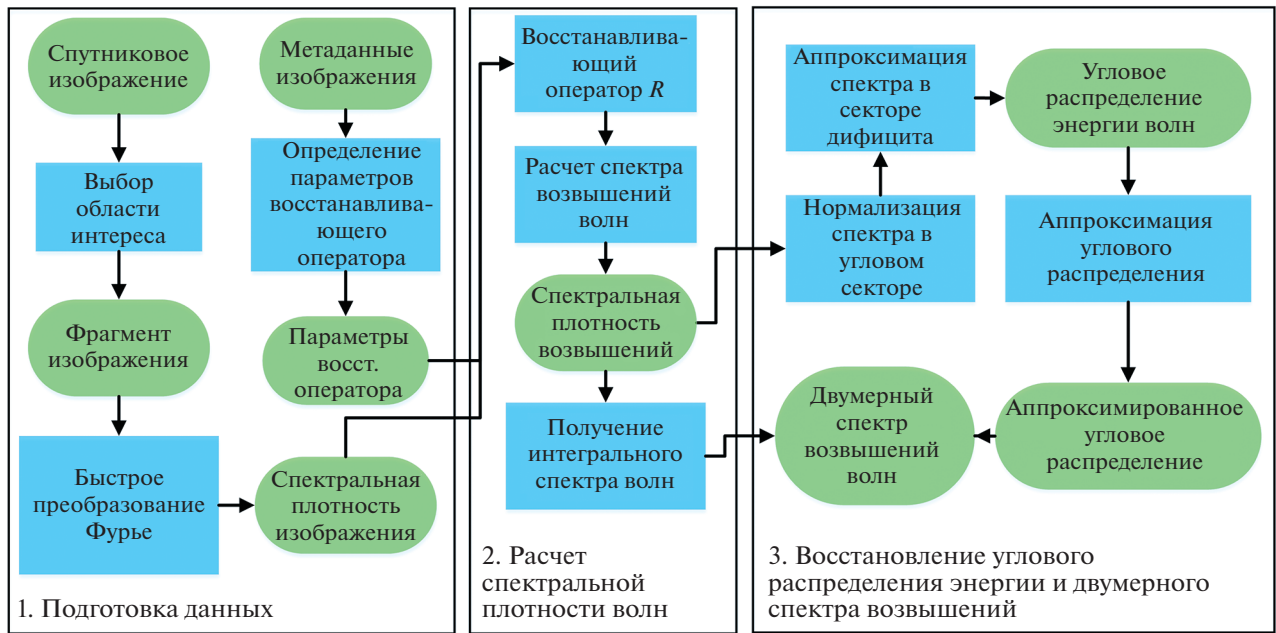 Спутниковое
изображение
Выбор
области
интереса
Фрагмент
изображения
Быстрое
преобразование
Фурье
Метаданные
изображения
Определение
параметров
восстанавлива-
ющего
оператора
Параметры
восст.
оператора
Спектральная
плотность
изображения
1. Подготовка данных
Восстанавлива-
ющий
оператор R
Расчет спектра
возвышений
волн
Спектральная
плотность
возвышений
Получение
интегрального
спектра волн
2. Расчет
спектральной
плотности волн
Аппроксимация
спектра в
секторе
дифицита
Нормализация
спектра в
угловом
секторе
Угловое
распределение
энергии волн
Аппроксимация
углового
распределения
Аппроксимированное
угловое
распределение
Двумерный
спектр
возвышений
волн
3. Восстановление углового
распределения энергии и двумерного
спектра возвышений